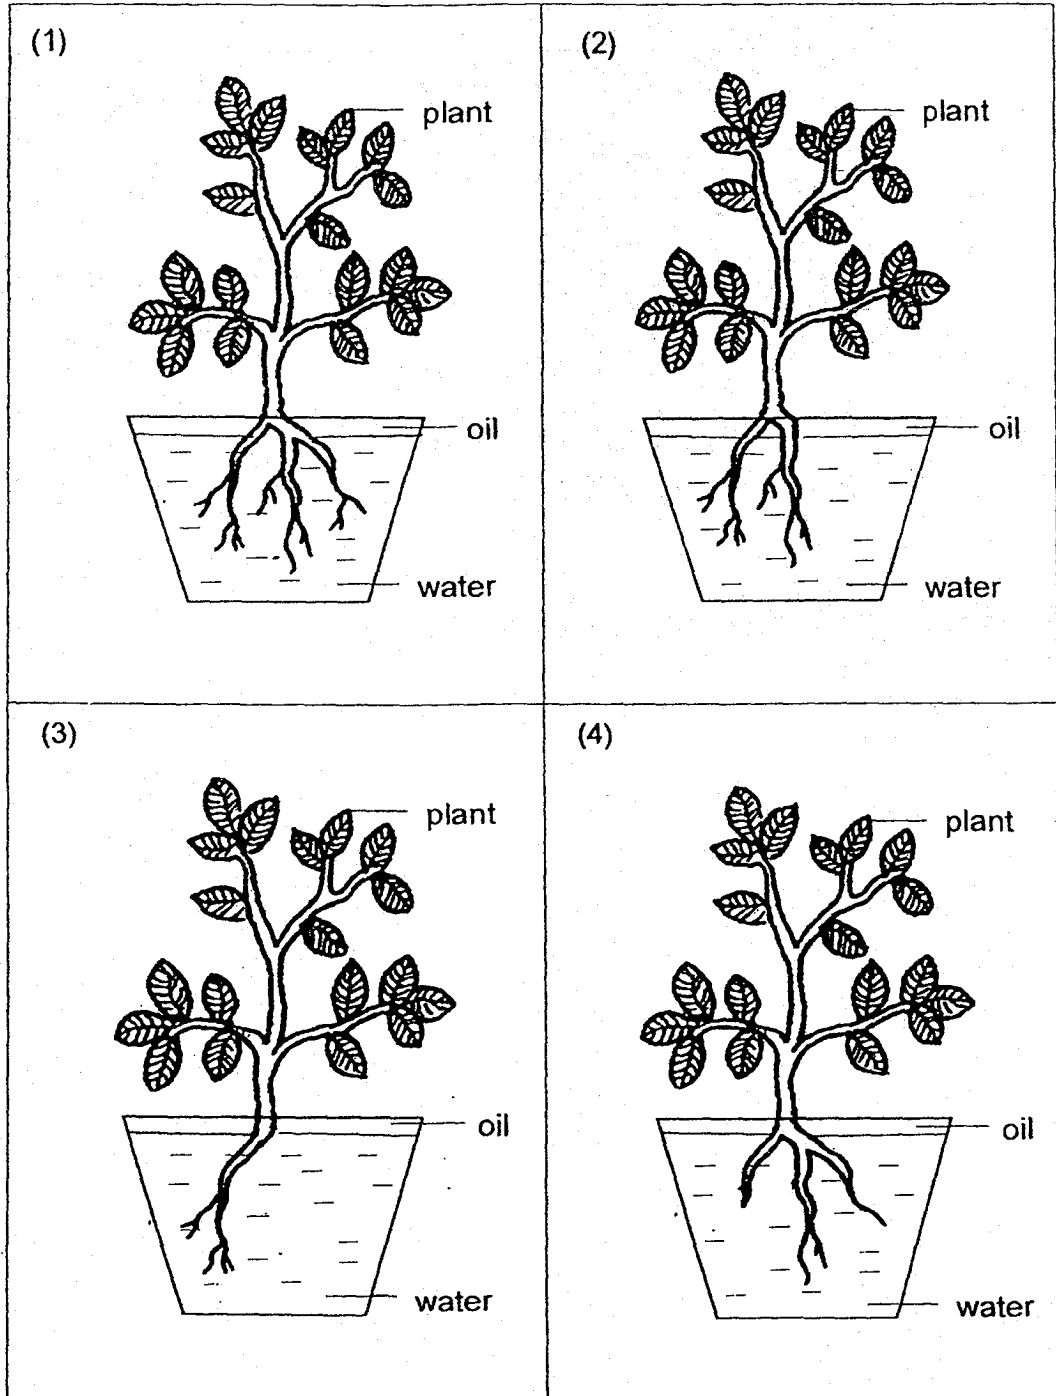 (1)
plant
oil
water
(2)
plant
oil
water
(3)
plant
oil
water
(4)
plant
oil
water